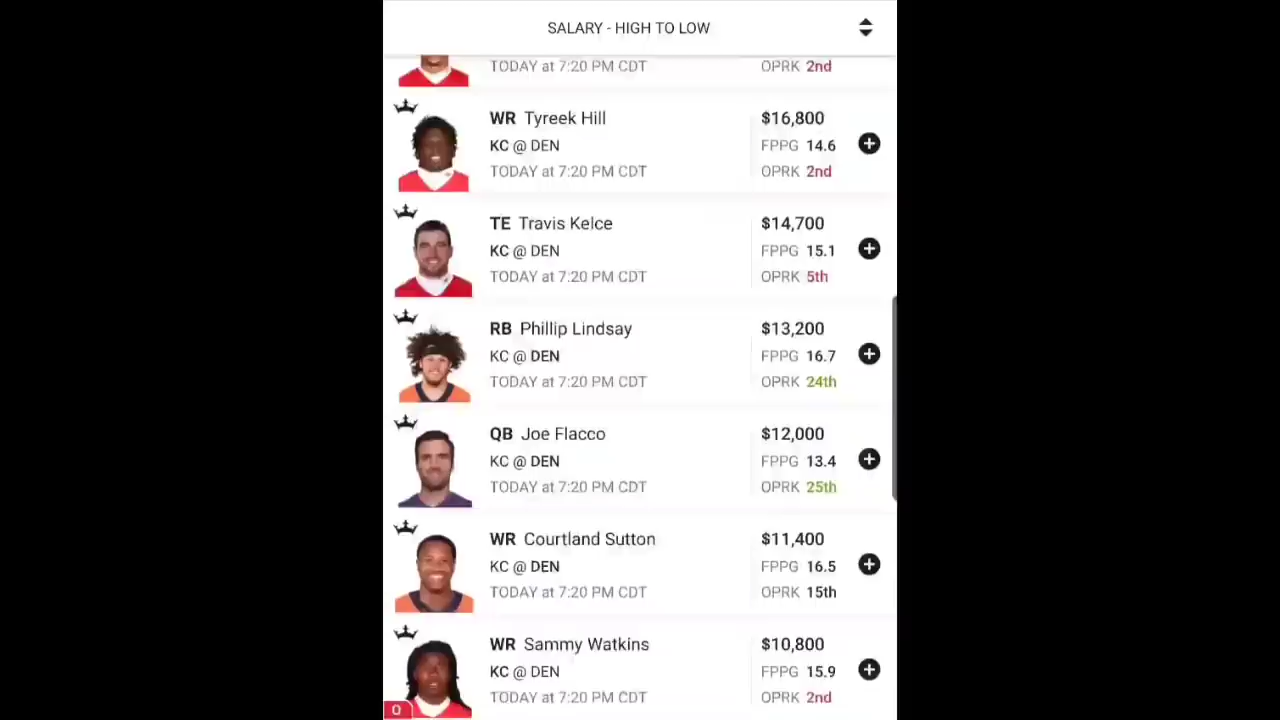 SALARY - HIGH TO LOW
TODAY at 7:20 PM CDT OPRK 2nd
WR Tyreek Hill $16,800
KC @ DEN FPPG 14.6
TODAY at 7:20 PM CDT OPRK 2nd
TE Travis Kelce $14,700
KC @ DEN FPPG 15.1
TODAY at 7:20 PM CDT OPRK 5th
RB Phillip Lindsay $13,200
KC @ DEN FPPG 16.7
TODAY at 7:20 PM CDT OPRK 24th
QB Joe Flacco $12,000
KC @ DEN FPPG 13.4
TODAY at 7:20 PM CDT OPRK 25th
WR Courtland Sutton $11,400
KC @ DEN FPPG 16.5
TODAY at 7:20 PM CDT OPRK 15th
WR Sammy Watkins $10,800
KC @ DEN FPPG 15.9
Q TODAY at 7:20 PM CDT OPRK 2nd